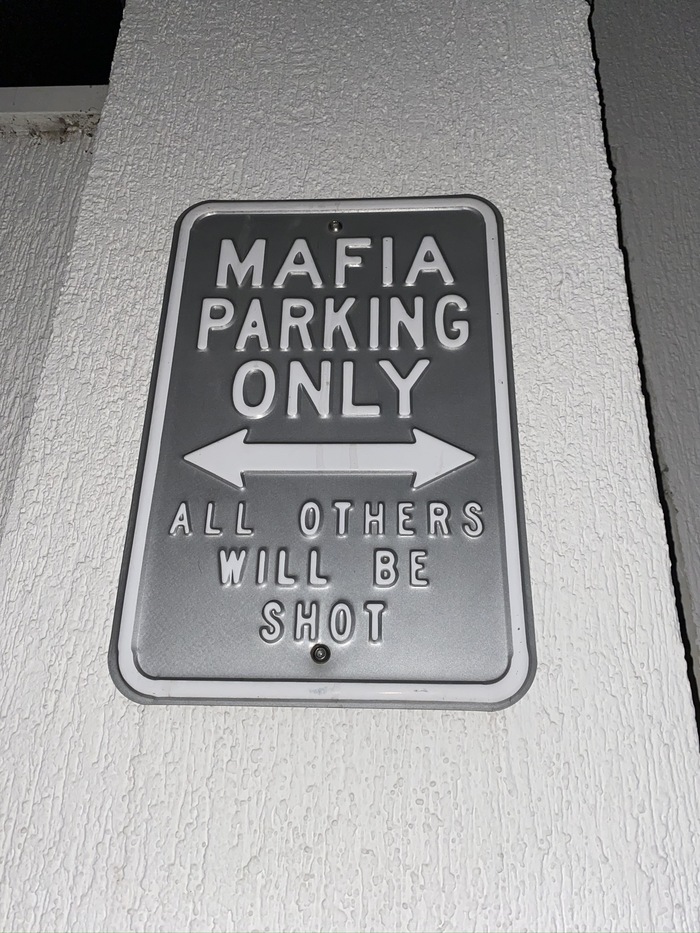 MAFIA
PARKING
ONLY
ALL OTHERS
WILL BE
SHOT